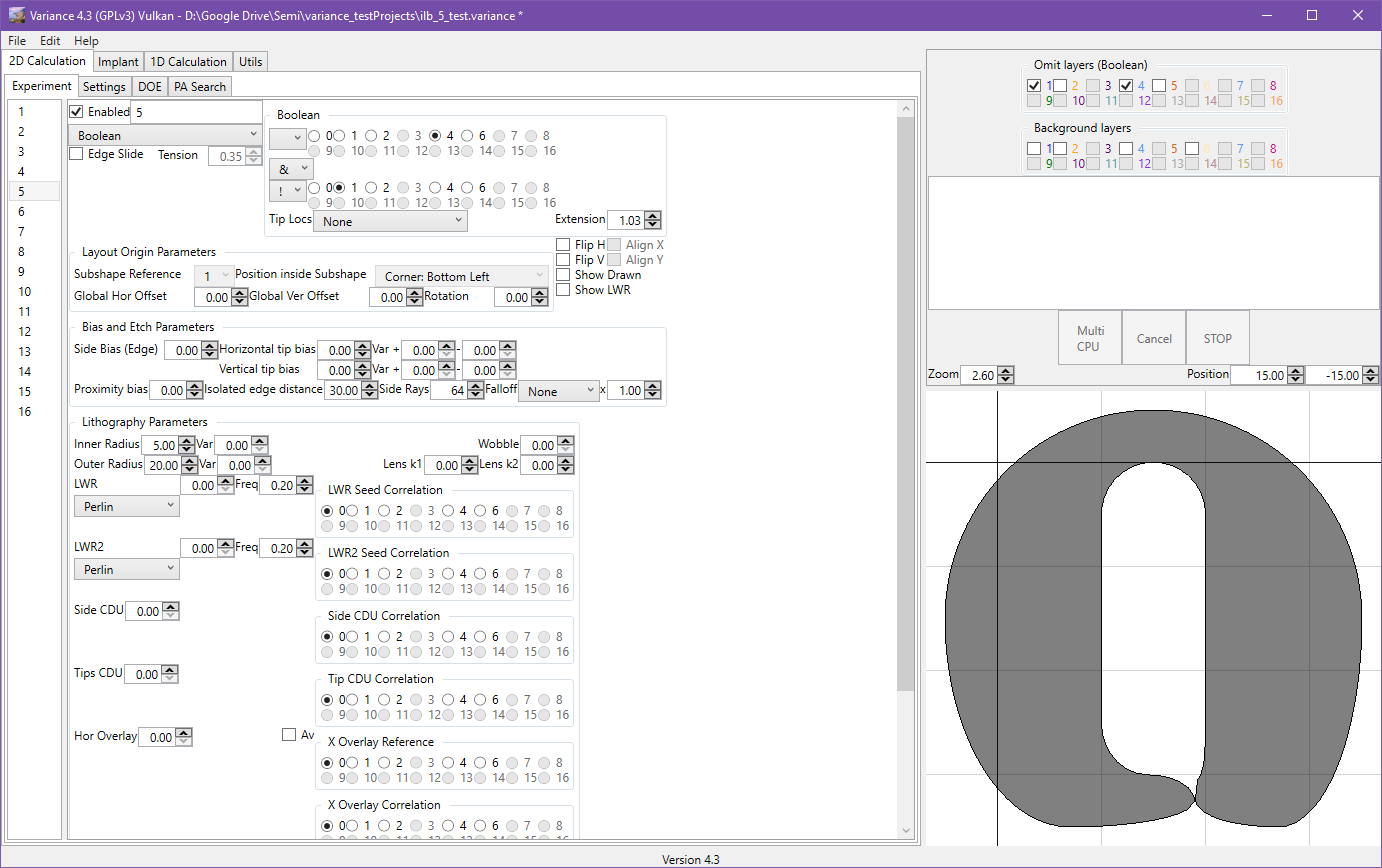 Variance 4.3 (GPLv3) Vulkan - D:\Google Drive\Semi\variance_testProjects\ilb_5_test.variance *
File Edit Help
2D Calculation Implant 1D Calculation Utils
Experiment Settings DOE PA Search
1
2
3
4
5
6
7
8
9
10
11
12
13
14
15
16
Enabled 5
Boolean
Edge Slide Tension 0.35
Boolean
0 1 2 3 4 6 7 8
9 10 11 12 13 14 15 16
&
! 0 1 2 3 4 6 7 8
9 10 11 12 13 14 15 16
Tip Locs None Extension 1.03
Layout Origin Parameters
Subshape Reference 1 Position inside Subshape Corner: Bottom Left
Global Hor Offset 0.00 Global Ver Offset 0.00 Rotation 0.00
Flip H Align X
Flip V Align Y
Show Drawn
Show LWR
Bias and Etch Parameters
Side Bias (Edge) 0.00 Horizontal tip bias 0.00 Var + 0.00 - 0.00
Vertical tip bias 0.00 Var + 0.00 - 0.00
Proximity bias 0.00 Isolated edge distance 30.00 Side Rays 64 Falloff None x 1.00
Lithography Parameters
Inner Radius 5.00 Var 0.00 Wobble 0.00
Outer Radius 20.00 Var 0.00 Lens k1 0.00 Lens k2 0.00
LWR 0.00 Freq 0.20
Perlin
LWR Seed Correlation
0 1 2 3 4 6 7 8
9 10 11 12 13 14 15 16
LWR2 0.00 Freq 0.20
Perlin
LWR2 Seed Correlation
0 1 2 3 4 6 7 8
9 10 11 12 13 14 15 16
Side CDU 0.00
Side CDU Correlation
0 1 2 3 4 6 7 8
9 10 11 12 13 14 15 16
Tips CDU 0.00
Tip CDU Correlation
0 1 2 3 4 6 7 8
9 10 11 12 13 14 15 16
Hor Overlay 0.00 Av
X Overlay Reference
0 1 2 3 4 6 7 8
9 10 11 12 13 14 15 16
X Overlay Correlation
0 1 2 3 4 6 7 8
Omit layers (Boolean)
1 2 3 4 5 6 7 8
9 10 11 12 13 14 15 16
Background layers
1 2 3 4 5 6 7 8
9 10 11 12 13 14 15 16
Multi
CPU
Cancel
STOP
Zoom 2.60 Position 15.00 -15.00
Version 4.3